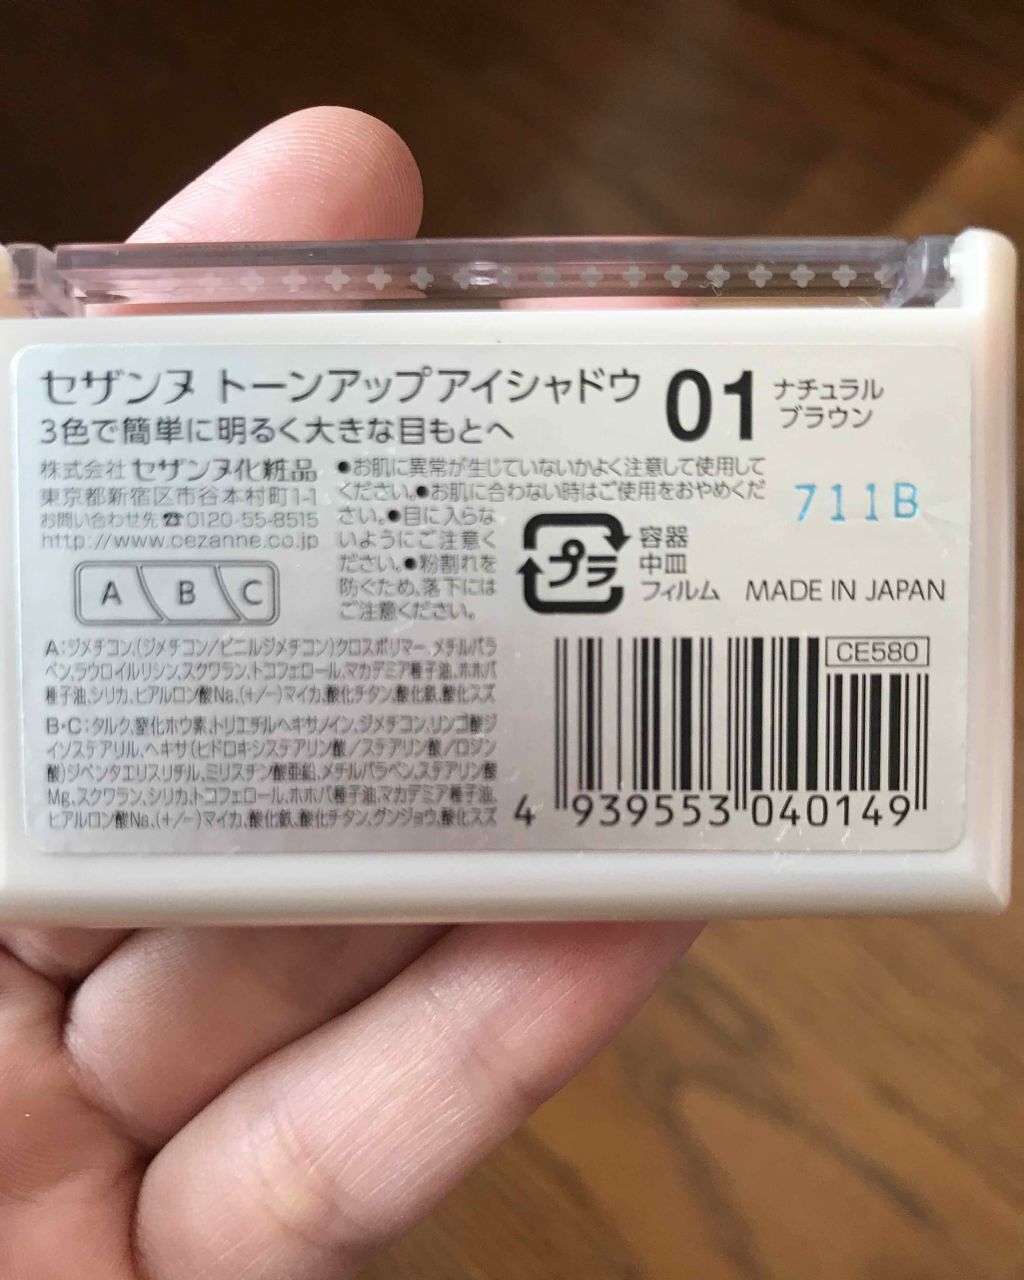 セザンヌ トーンアップアイシャドウ 01 ナチュラル
ブラウン
3色で簡単に明るく大きな目もとへ
株式会社 セザンヌ化粧品
東京都新宿区市谷本村町1-1
お問い合わせ先☎0120-55-8515
http://www.cezanne.co.jp
●お肌に異常が生じていないかよく注意して使用して
ください。●お肌に合わない時はご使用をおやめくだ
さい。●目に入らな
いようにご注意く
ださい。●粉割れを
防ぐため、落下には
ご注意ください。
711B
プラ
容器
中皿
フィルム
MADE IN JAPAN
A B C
A:ジメチコン、(ジメチコン/ビニルジメチコン)クロスポリマー、メチルパラ
ベン、ラウロイルリシン、スクワラン、トコフェロール、マカデミア種子油、ホホバ
種子油、シリカ、ヒアルロン酸Na、(+/−)マイカ、酸化チタン、酸化鉄、酸化スズ
B・C:タルク、窒化ホウ素、トリエチルヘキサノイン、ジメチコン、リンゴ酸ジ
イソステアリル、ヘキサ(ヒドロキシステアリン酸/ステアリン酸/ロジン
酸)ジペンタエリスリチル、ミリスチン酸亜鉛、メチルパラベン、ステアリン酸
Mg、スクワラン、シリカ、トコフェロール、ホホバ種子油、マカデミア種子油、
ヒアルロン酸Na、(+/−)マイカ、酸化鉄、酸化チタン、グンジョウ、酸化スズ
CE580
4 939553 040149